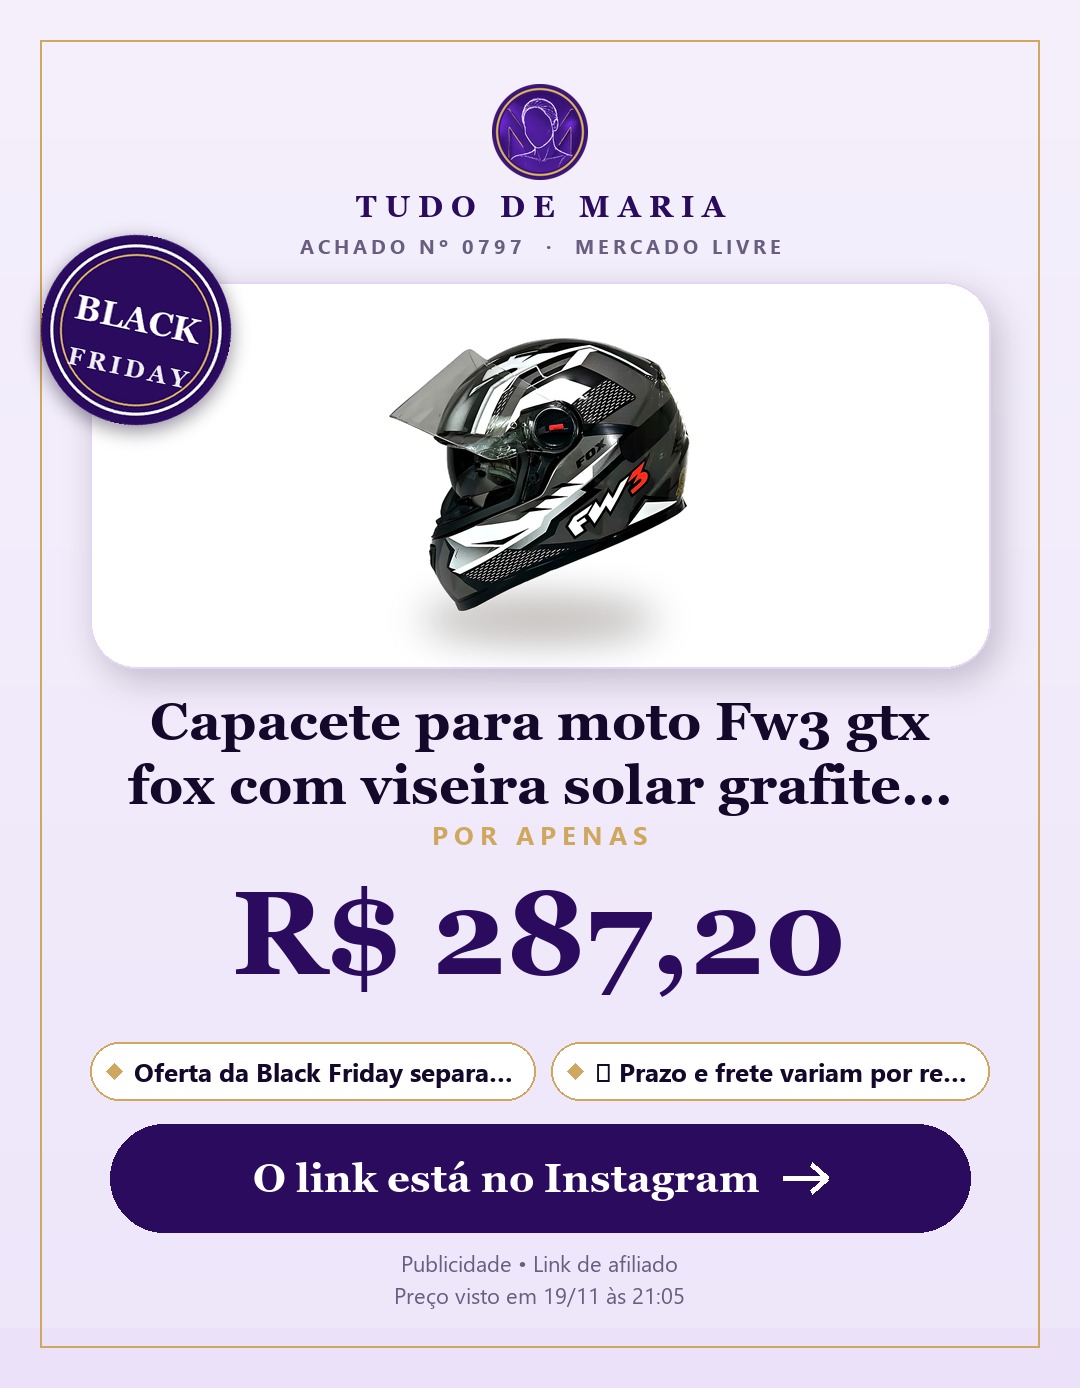 TUDO DE MARIA
ACHADO Nº 0797 · MERCADO LIVRE
BLACK
FRIDAY
FOX
FW3
Capacete para moto Fw3 gtx
fox com viseira solar grafite...
POR APENAS
R$ 287,20
Oferta da Black Friday separa...
Prazo e frete variam por re...
O link está no Instagram →
Publicidade • Link de afiliado
Preço visto em 19/11 às 21:05